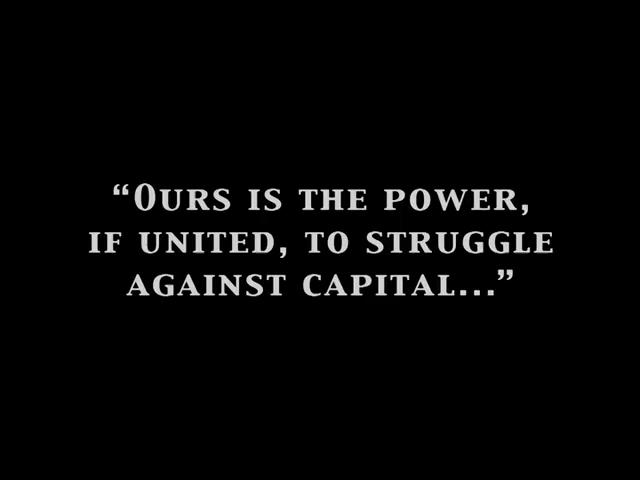 “Ours is the power,
if united, to struggle
against capital...”